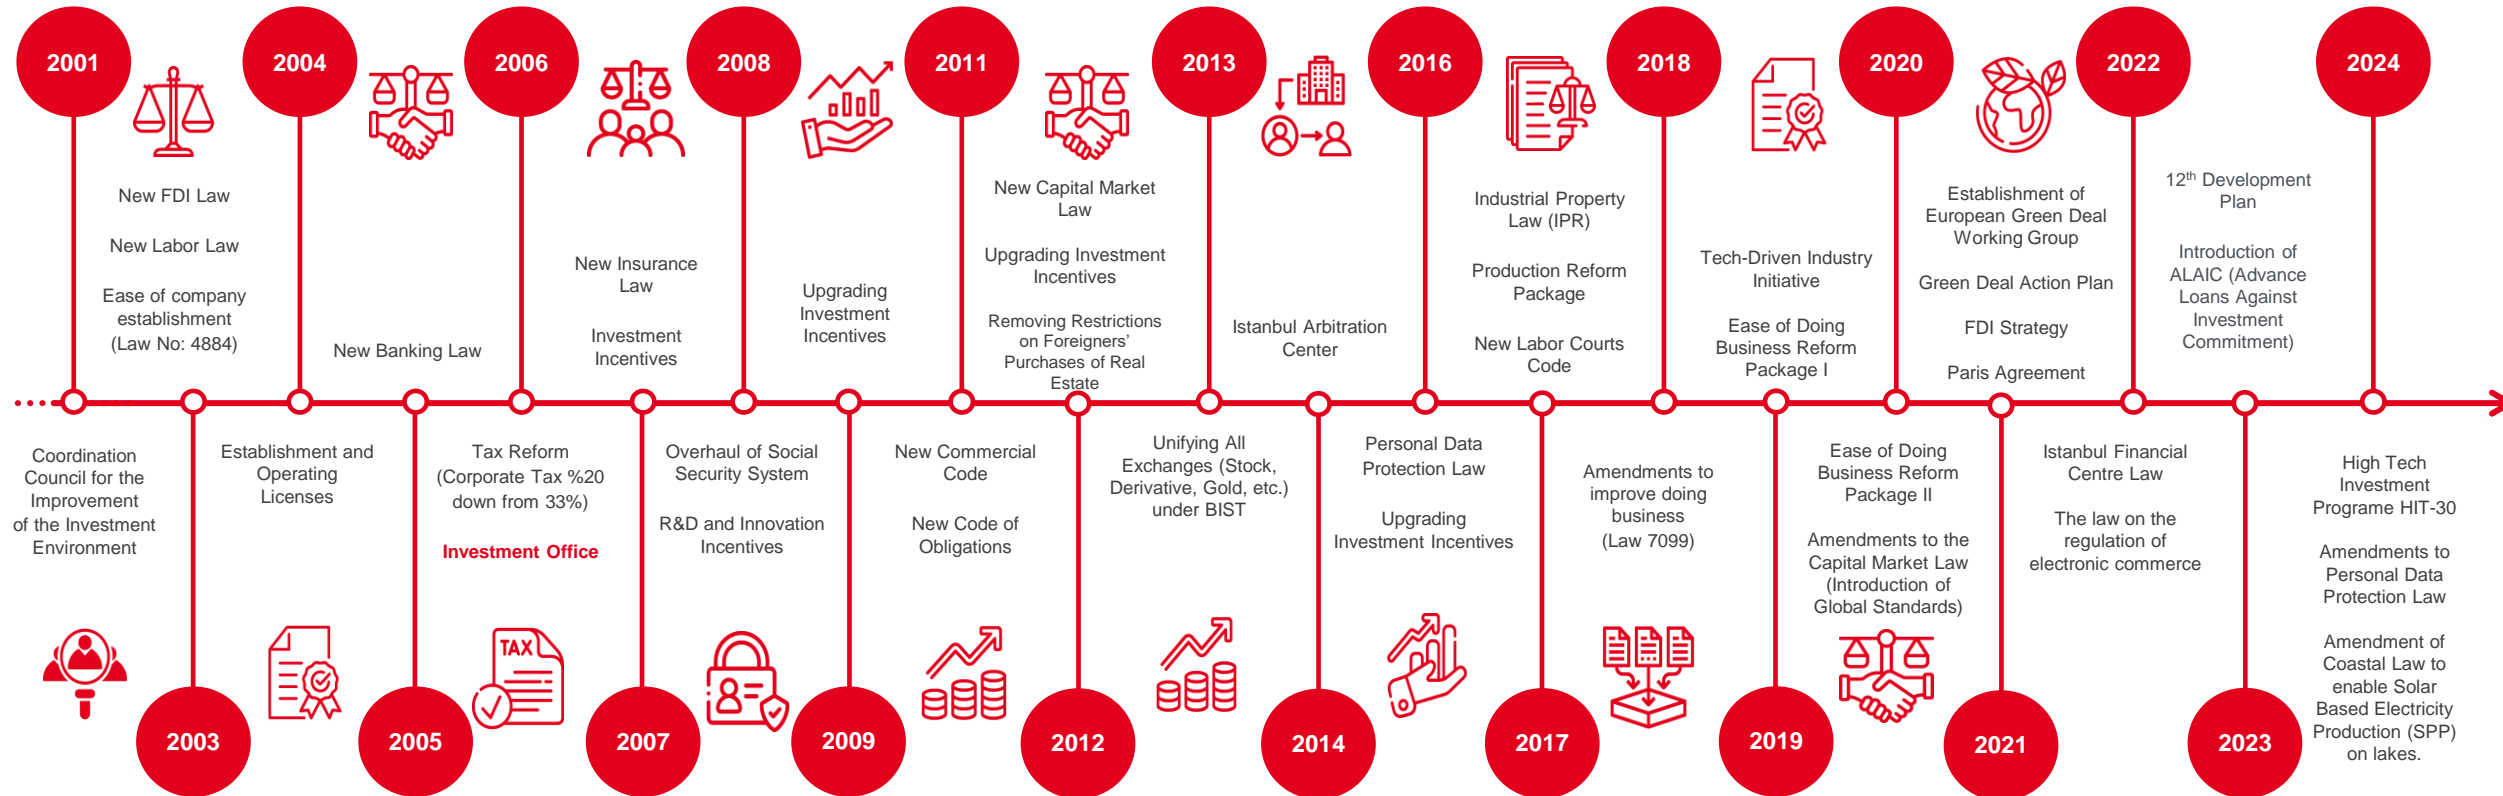 2001
Coordination
Council for the
Improvement
of the Investment
Environment
2003
New FDI Law
New Labor Law
Ease of company
establishment
(Law No: 4884)
2004
Establishment and
Operating
Licenses
2005
New Banking Law
2006
Tax Reform
(Corporate Tax %20
down from 33%)
Investment Office
TAX
2007
New Insurance
Law
Investment
Incentives
2008
Overhaul of Social
Security System
R&D and Innovation
Incentives
2009
Upgrading
Investment
Incentives
2011
New Commercial
Code
New Code of
Obligations
2012
New Capital Market
Law
Upgrading Investment
Incentives
Removing Restrictions
on Foreigners’
Purchases of Real
Estate
2013
Unifying All
Exchanges (Stock,
Derivative, Gold, etc.)
under BIST
2014
Istanbul Arbitration
Center
2016
Personal Data
Protection Law
Upgrading
Investment Incentives
2017
Industrial Property
Law (IPR)
Production Reform
Package
New Labor Courts
Code
2018
Amendments to
improve doing
business
(Law 7099)
2019
Tech-Driven Industry
Initiative
Ease of Doing
Business Reform
Package I
2020
Ease of Doing
Business Reform
Package II
Amendments to the
Capital Market Law
(Introduction of
Global Standards)
2021
Establishment of
European Green Deal
Working Group
Green Deal Action Plan
FDI Strategy
Paris Agreement
2022
Istanbul Financial
Centre Law
The law on the
regulation of
electronic commerce
2023
12th Development
Plan
Introduction of
ALAIC (Advance
Loans Against
Investment
Commitment)
2024
High Tech
Investment
Programe HIT-30
Amendments to
Personal Data
Protection Law
Amendment of
Coastal Law to
enable Solar
Based Electricity
Production (SPP)
on lakes.